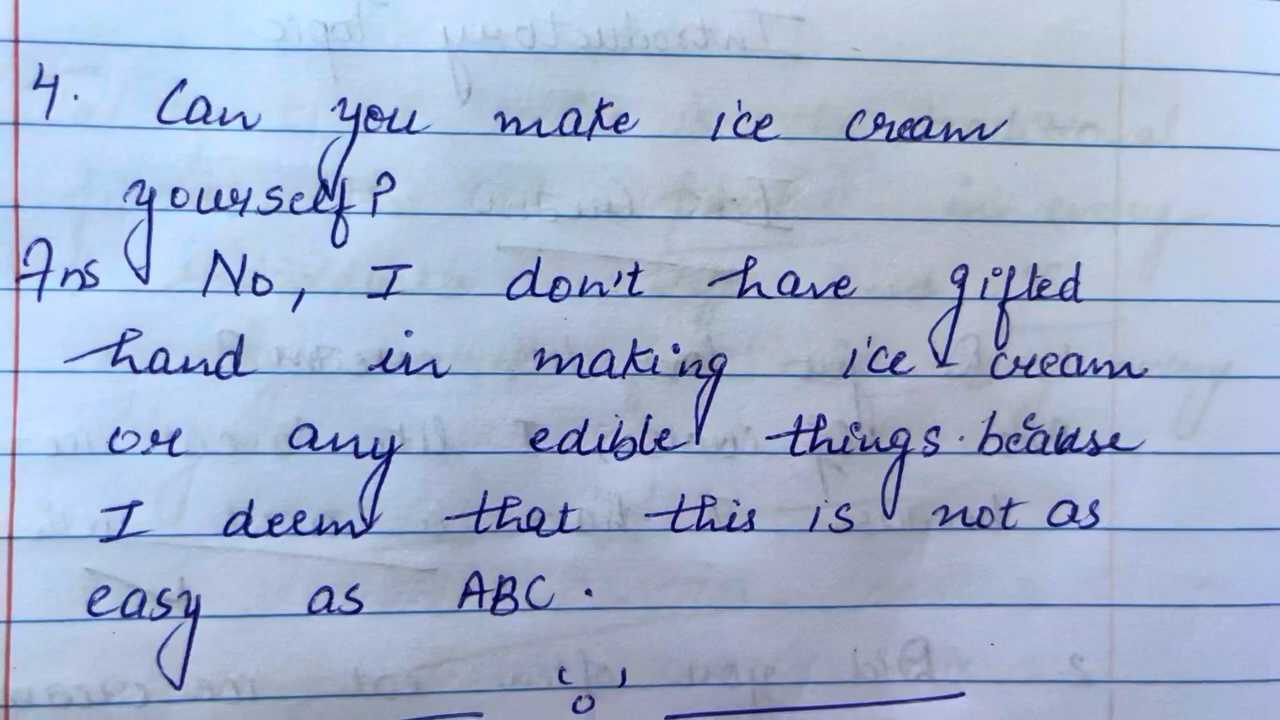 4. Can you make ice cream
yourself?
Ans No, I don't have gifted
hand in making ice cream
or any edible things. because
I deem that this is not as
easy as ABC.